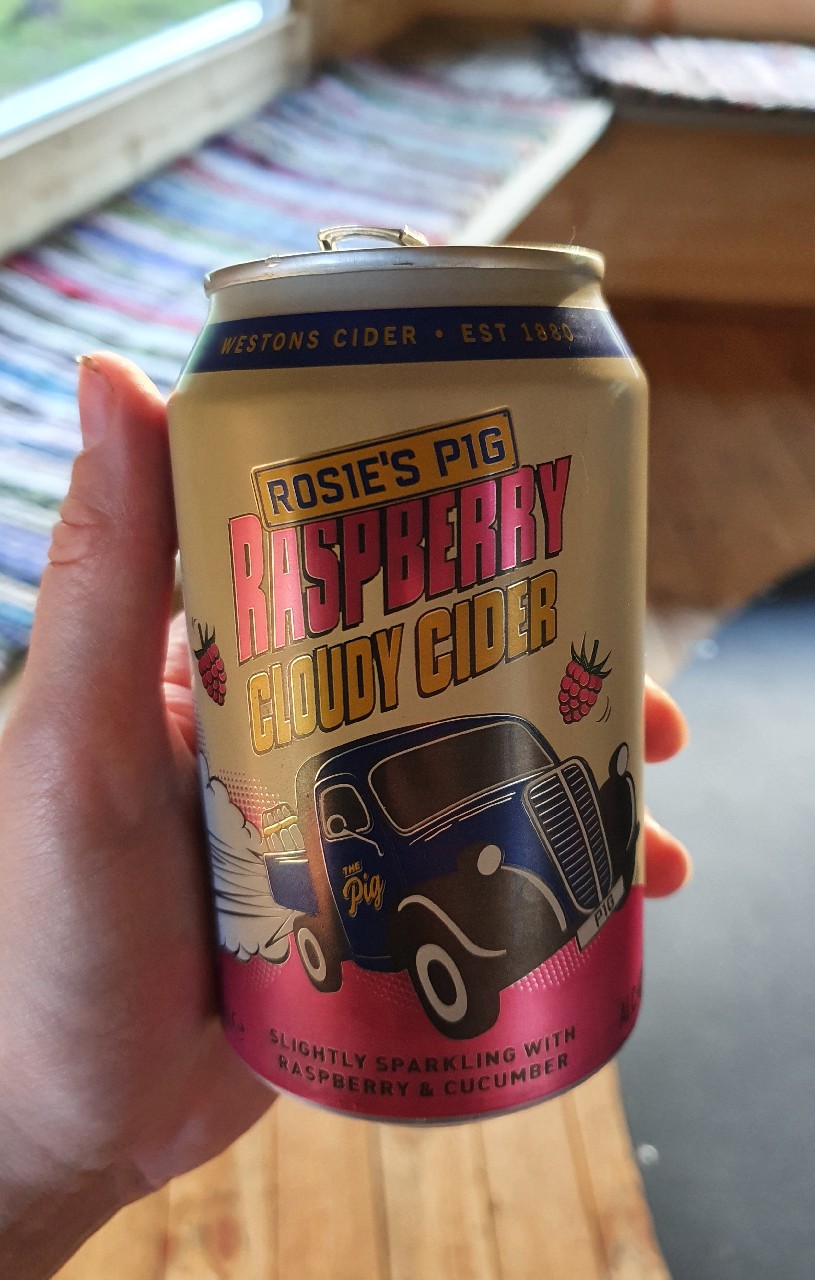 WESTONS CIDER • EST 1880
ROSIE'S PIG
RASPBERRY
CLOUDY CIDER
THE
Pig
PIG
SLIGHTLY SPARKLING WITH
RASPBERRY & CUCUMBER